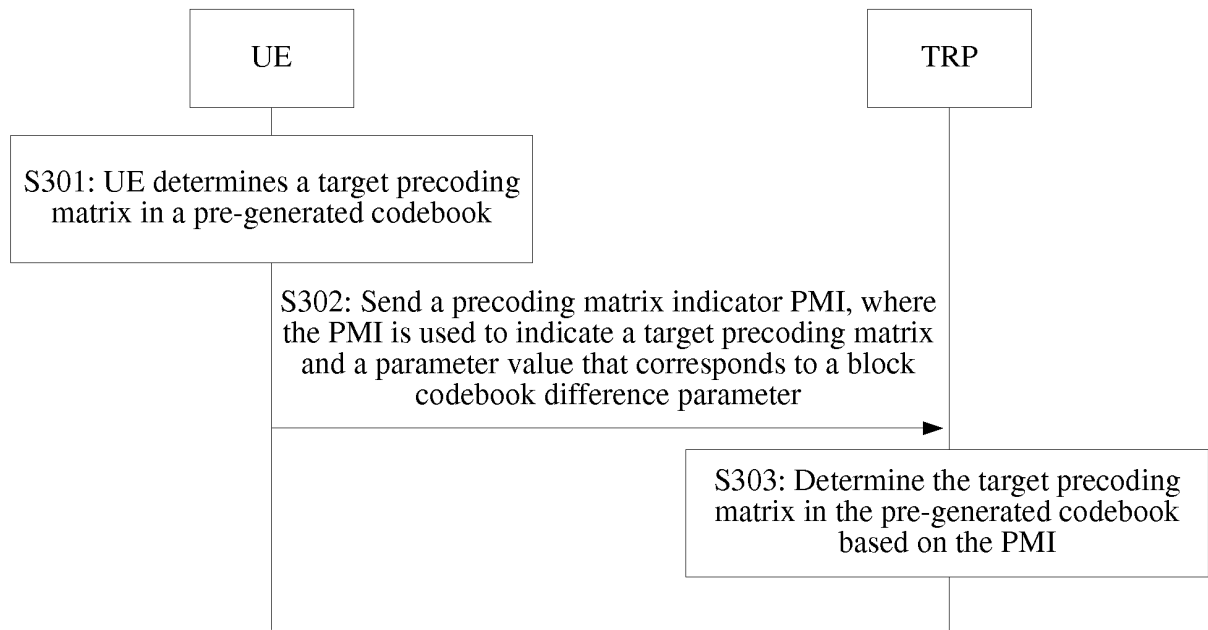 UE
TRP
S301: UE determines a target precoding
matrix in a pre-generated codebook
S302: Send a precoding matrix indicator PMI, where
the PMI is used to indicate a target precoding matrix
and a parameter value that corresponds to a block
codebook difference parameter
S303: Determine the target precoding
matrix in the pre-generated codebook
based on the PMI